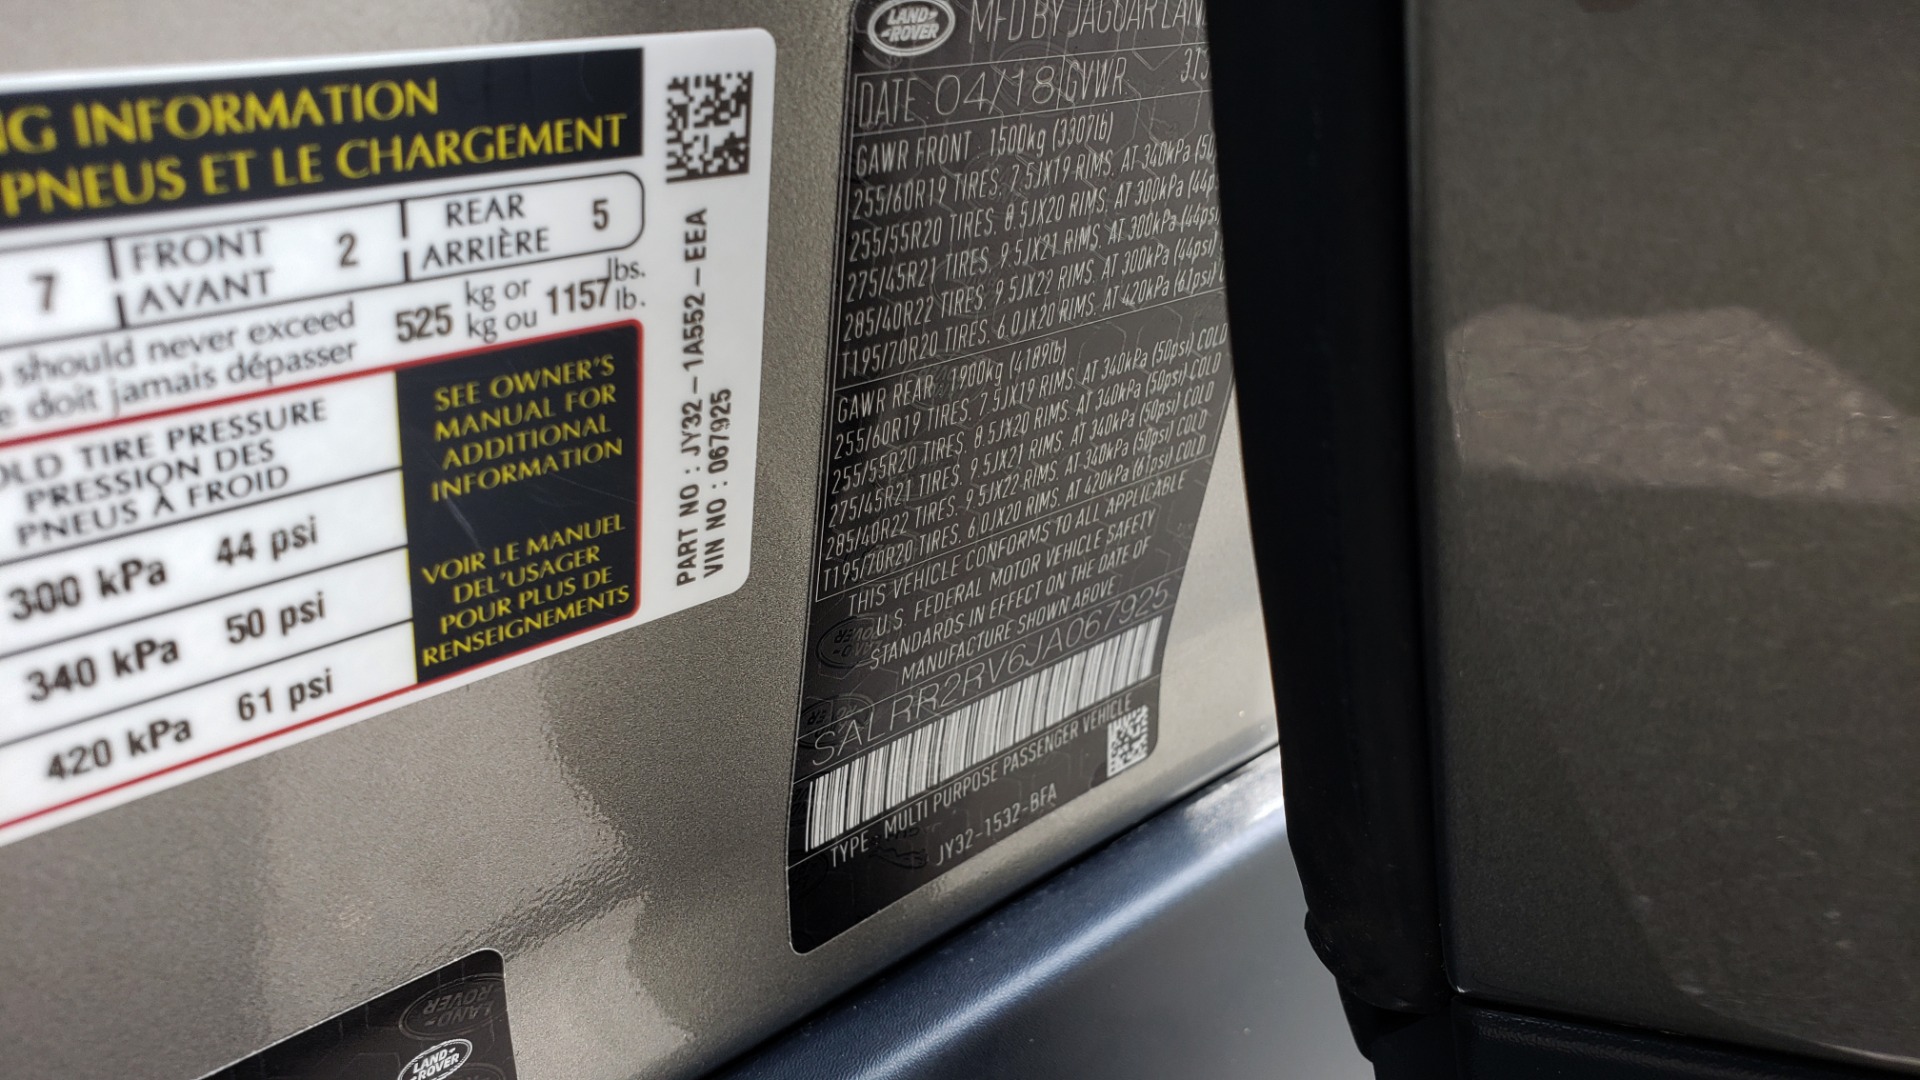 NG INFORMATION
PNEUS ET LE CHARGEMENT
7 FRONT 2 REAR 5
AVANT ARRIÈRE
should never exceed 525 kg or 1157 lbs.
doit jamais dépasser kg ou lb.
OLD TIRE PRESSURE
PRESSION DES
PNEUS À FROID
300 kPa 44 psi
340 kPa 50 psi
420 kPa 61 psi
SEE OWNER'S
MANUAL FOR
ADDITIONAL
INFORMATION
VOIR LE MANUEL
DEL'USAGER
POUR PLUS DE
RENSEIGNEMENTS
PART NO : JY32-1A552-EEA
VIN NO : 067925
LAND-
-ROVER
MFD BY JAGUAR LAN
DATE 04/18 GVWR
GAWR FRONT 1500kg (3307lb)
255/60R19 TIRES. 7.5JX19 RIMS. AT 340kPa (5
255/55R20 TIRES. 8.5JX20 RIMS. AT 300kPa (44p
275/45R21 TIRES. 9.5JX21 RIMS. AT 300kPa (44psi
285/40R22 TIRES. 9.5JX22 RIMS. AT 300kPa (44psi)
T195/70R20 TIRES. 6.0JX20 RIMS. AT 420kPa (61psi)
GAWR REAR 1900kg (4189lb)
255/60R19 TIRES. 7.5JX19 RIMS. AT 340kPa (50psi) COLD
255/55R20 TIRES. 8.5JX20 RIMS. AT 340kPa (50psi) COLD
275/45R21 TIRES. 9.5JX21 RIMS. AT 340kPa (50psi) COLD
285/40R22 TIRES. 9.5JX22 RIMS. AT 340kPa (50psi) COLD
T195/70R20 TIRES. 6.0JX20 RIMS. AT 420kPa (61psi) COLD
THIS VEHICLE CONFORMS TO ALL APPLICABLE
U.S. FEDERAL MOTOR VEHICLE SAFETY
STANDARDS IN EFFECT ON THE DATE OF
MANUFACTURE SHOWN ABOVE
SALRR2RV6JA067925
TYPE MULTI PURPOSE PASSENGER VEHICLE
JY32-1532-BFA
LAND-
-ROVER
LAND-
-ROVER